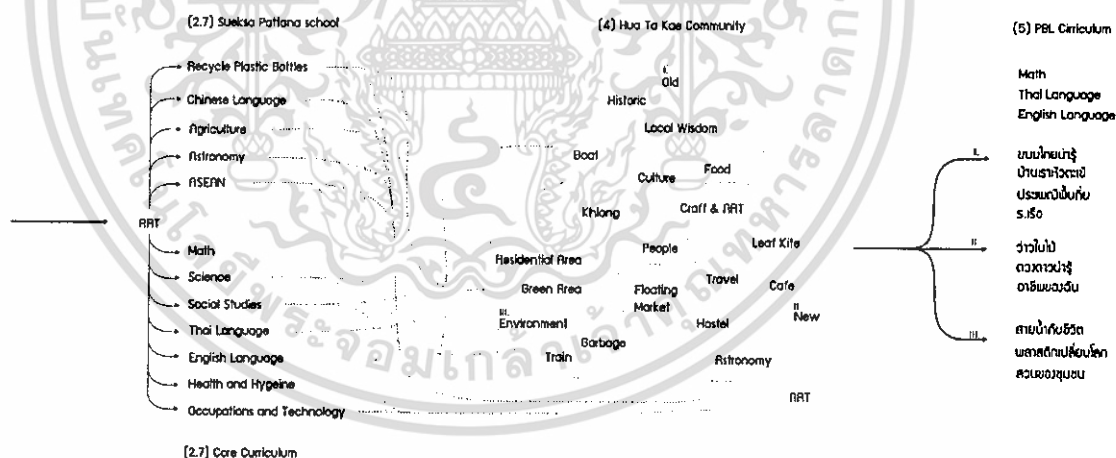 (2.7) Sueksa Pattana school
Recycle Plastic Bottles
Chinese Language
Agriculture
Astronomy
ASEAN
ART
Math
Science
Social Studies
Thai Language
English Language
Health and Hygeine
Occupations and Technology
(2.7) Core Curriculum
(4) Hua Ta Kae Community
I.
Old
Historic
Local Wisdom
Boat
Culture
Food
Khlong
Craft & ART
People
Leaf Kite
Residential Area
Travel
Cafe
Green Area
Floating
Market
II
New
III.
Environment
Hostel
Garbage
Train
Astronomy
ART
(5) PBL Cirriculum
Math
Thai Language
English Language
I.
ขนมไทยน่ารู้
บ้านเราหัวตะเข้
ประเพณีพื้นถิ่น
ร.เรือ
II
ว่าวใบไม้
ดวงดาวน่ารู้
อาชีพของฉัน
III
สายน้ำกับชีวิต
พลาสติกเปลี่ยนโลก
สวนของชุมชน